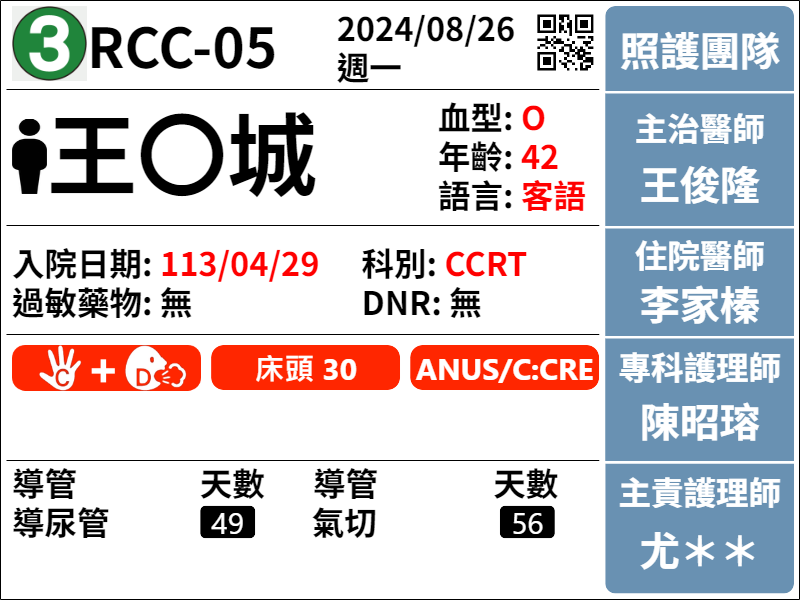 3 RCC-05
2024/08/26
週一
王〇城
血型: O
年齡: 42
語言: 客語
入院日期: 113/04/29
科別: CCRT
過敏藥物: 無
DNR: 無
C + D
床頭 30
ANUS/C:CRE
導管 天數 導管 天數
導尿管 49 氣切 56
照護團隊
主治醫師
王俊隆
住院醫師
李家榛
專科護理師
陳昭瑢
主責護理師
尤＊＊